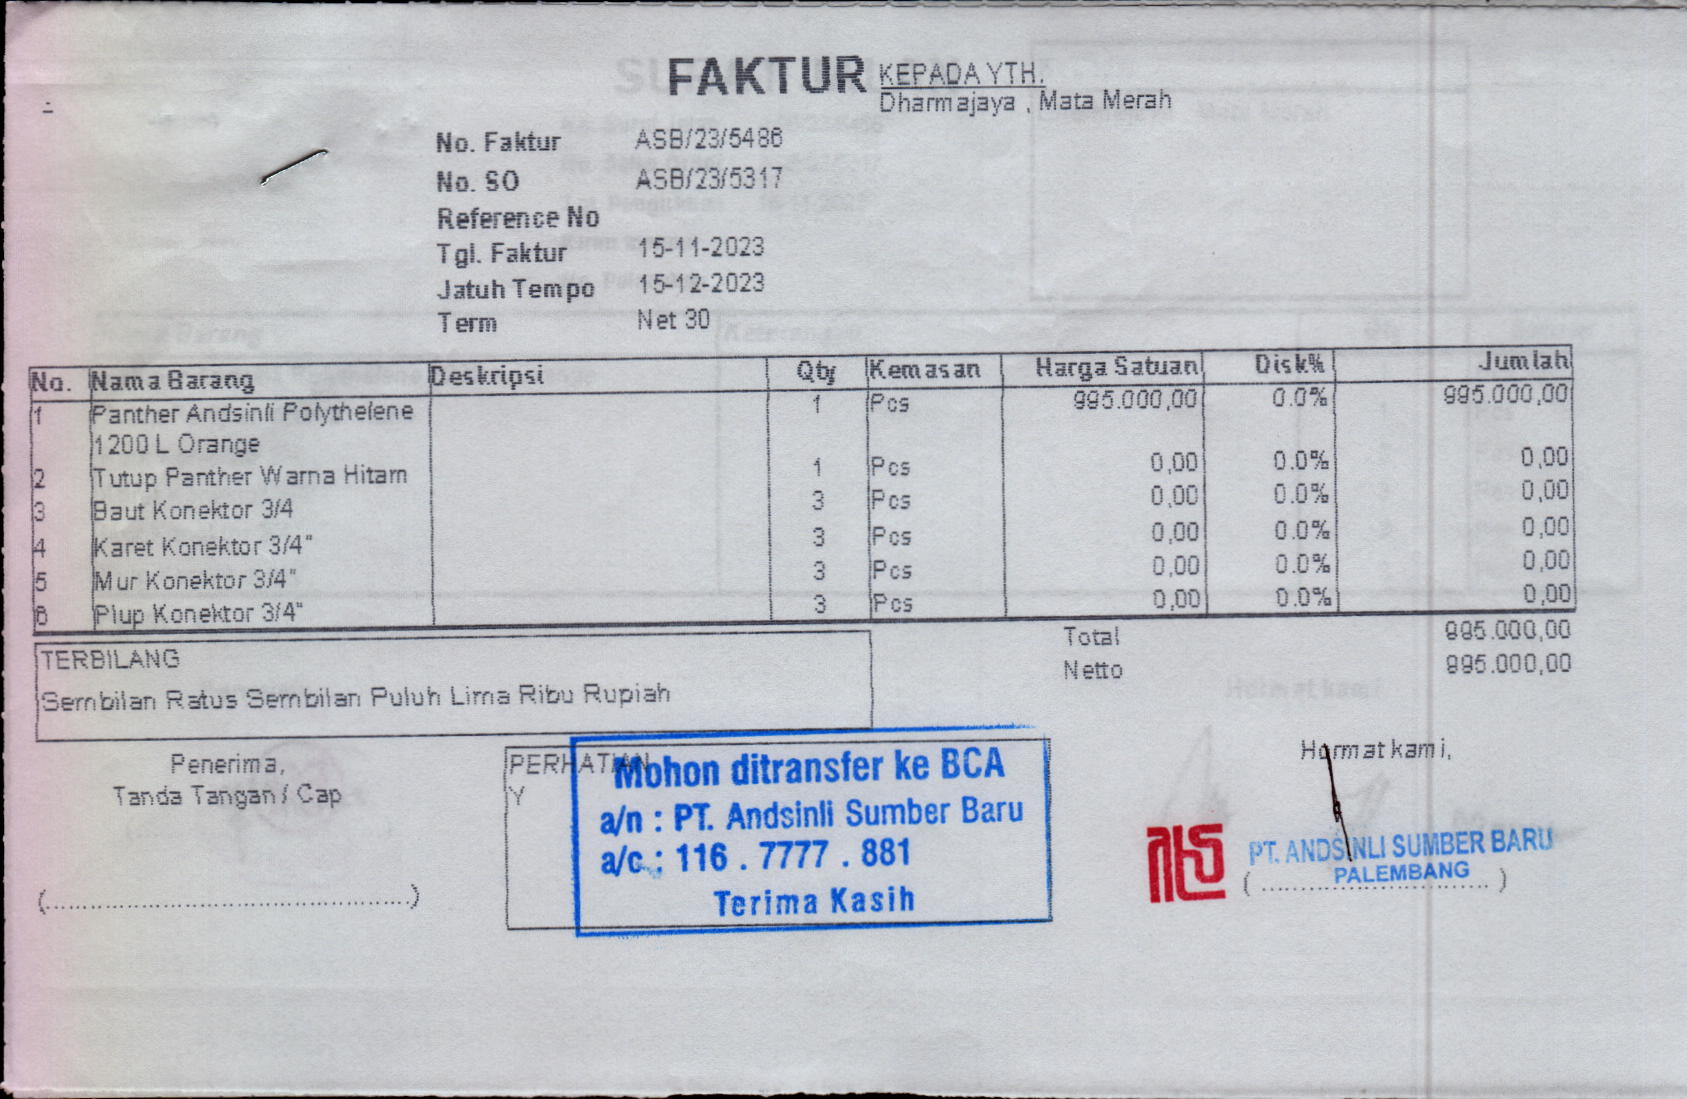 FAKTUR
KEPADA YTH.
Dharmajaya , Mata Merah
No. Faktur ASB/23/5486
No. SO ASB/23/5317
Reference No
Tgl. Faktur 15-11-2023
Jatuh Tempo 15-12-2023
Term Net 30
No. Nama Barang Deskripsi Qty Kemasan Harga Satuan Disk% Jumlah
1 Panther Andsinli Polythelene 1 Pcs 995.000,00 0.0% 995.000,00
1200 L Orange
2 Tutup Panther Warna Hitam 1 Pcs 0,00 0.0% 0,00
3 Baut Konektor 3/4 3 Pcs 0,00 0.0% 0,00
4 Karet Konektor 3/4" 3 Pcs 0,00 0.0% 0,00
5 Mur Konektor 3/4" 3 Pcs 0,00 0.0% 0,00
6 Plup Konektor 3/4" 3 Pcs 0,00 0.0% 0,00
Total 995.000,00
Netto 995.000,00
TERBILANG
Sembilan Ratus Sembilan Puluh Lima Ribu Rupiah
Penerima,
Tanda Tangan / Cap
(..........................................)
PERHATIAN
Y
Mohon ditransfer ke BCA
a/n : PT. Andsinli Sumber Baru
a/c : 116 . 7777 . 881
Terima Kasih
Hormat kami,
PT. ANDSINLI SUMBER BARU
PALEMBANG
( .............................. )